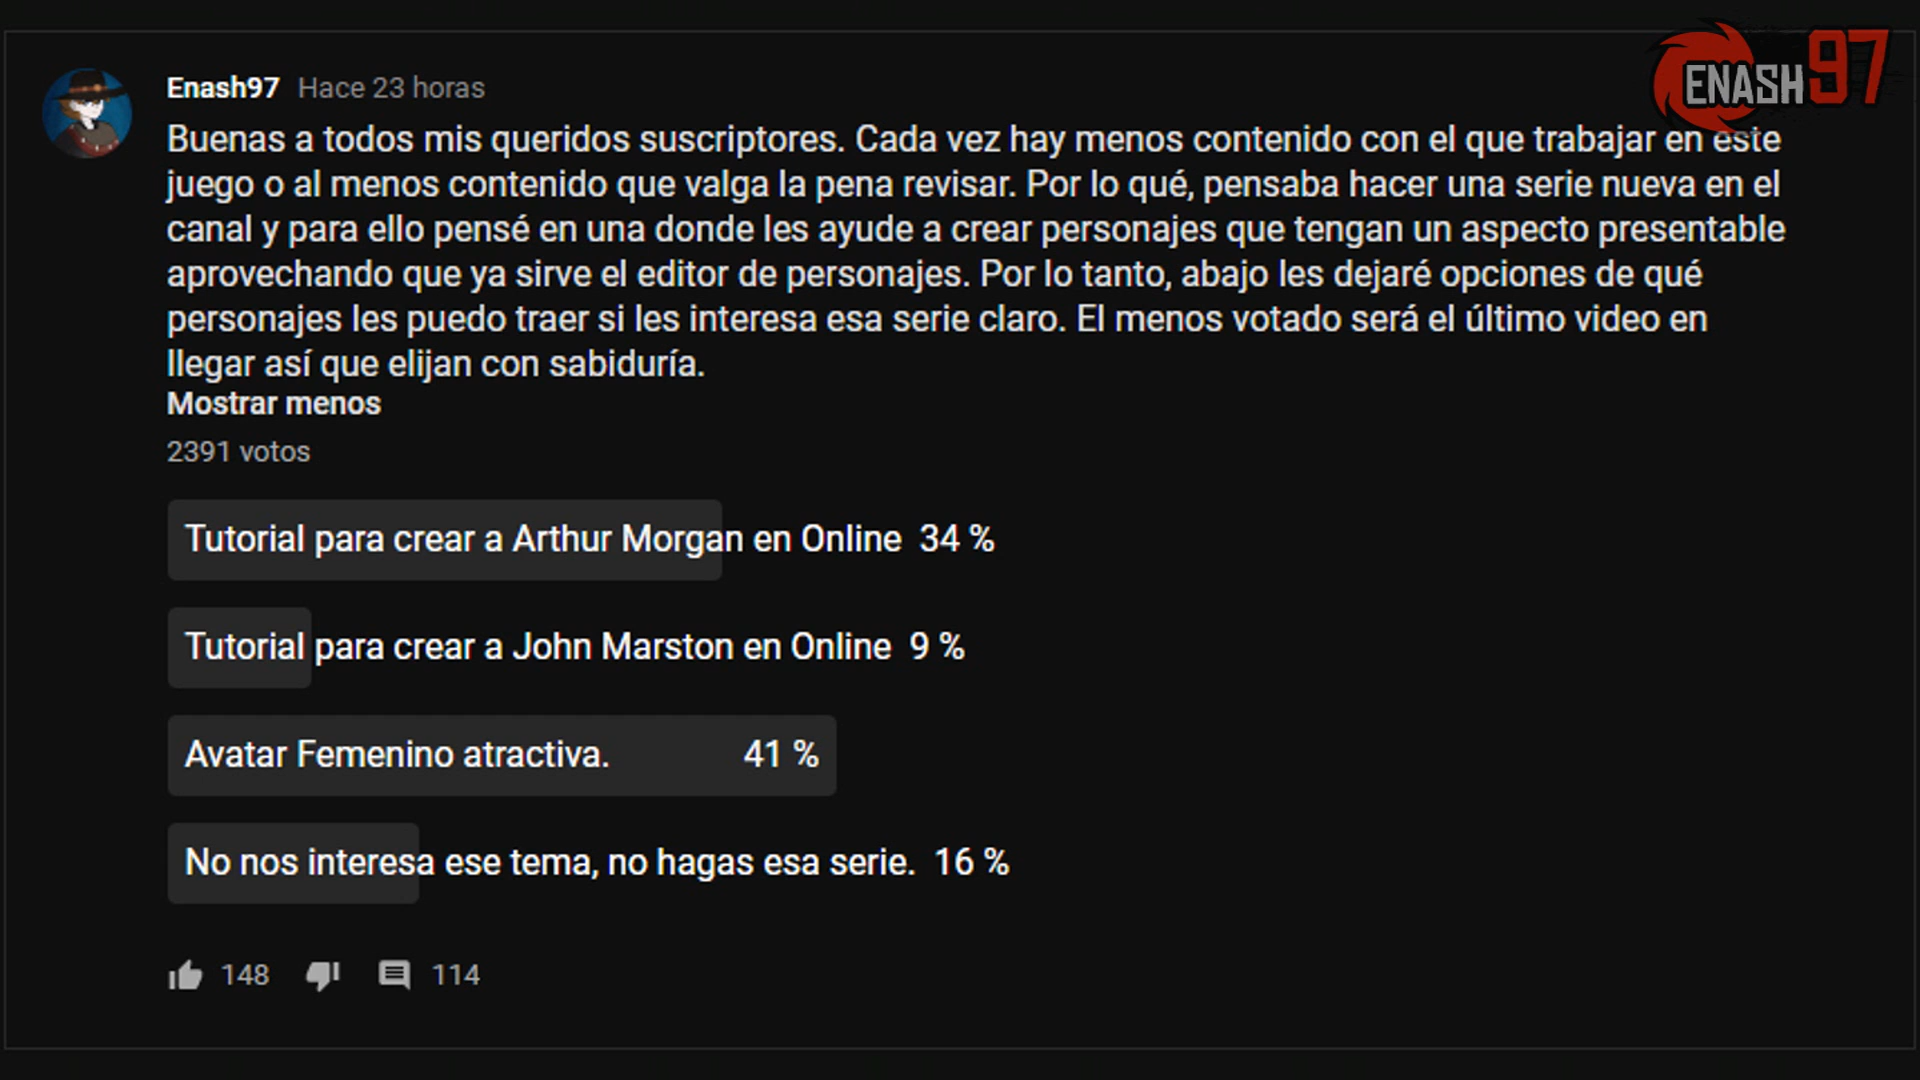 ENASH97
Enash97 Hace 23 horas
Buenas a todos mis queridos suscriptores. Cada vez hay menos contenido con el que trabajar en este
juego o al menos contenido que valga la pena revisar. Por lo qué, pensaba hacer una serie nueva en el
canal y para ello pensé en una donde les ayude a crear personajes que tengan un aspecto presentable
aprovechando que ya sirve el editor de personajes. Por lo tanto, abajo les dejaré opciones de qué
personajes les puedo traer si les interesa esa serie claro. El menos votado será el último video en
llegar así que elijan con sabiduría.
Mostrar menos
2391 votos
Tutorial para crear a Arthur Morgan en Online 34 %
Tutorial para crear a John Marston en Online 9 %
Avatar Femenino atractiva. 41 %
No nos interesa ese tema, no hagas esa serie. 16 %
148 114